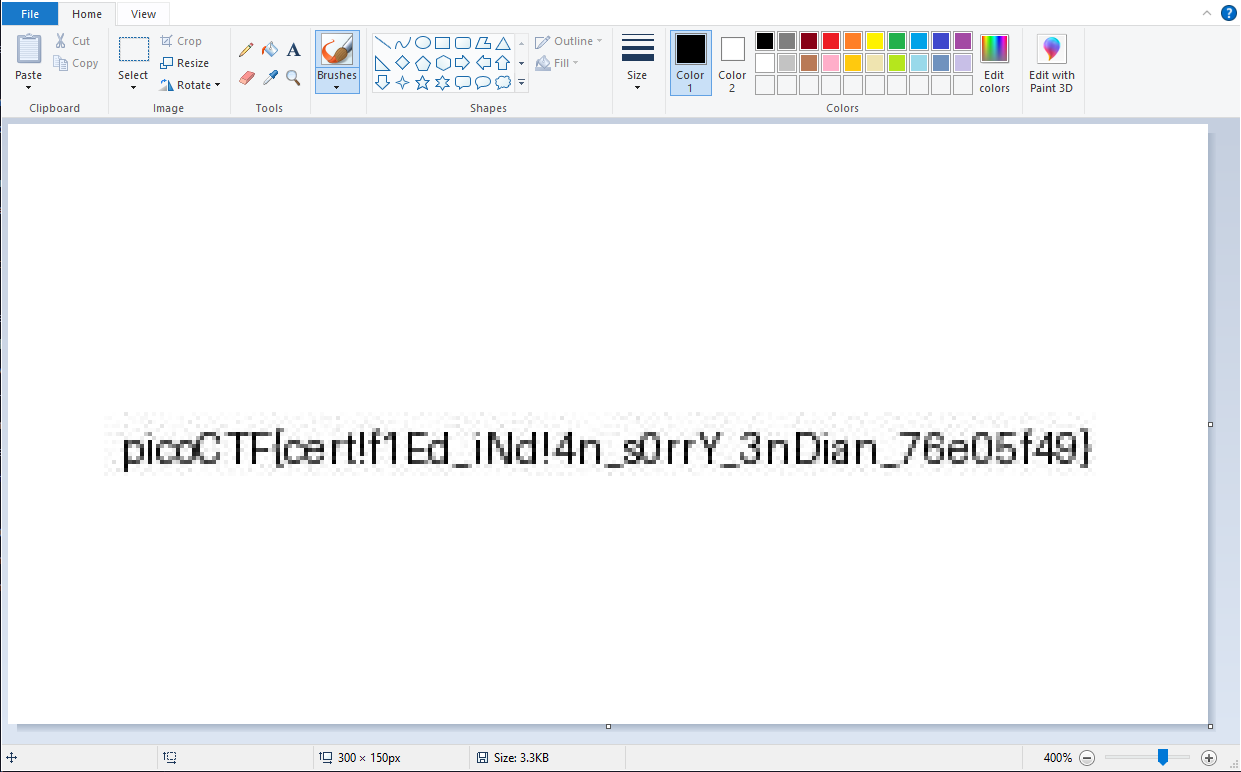 File Home View
Cut
Copy
Paste
Clipboard
Select
Crop
Resize
Rotate
Image
Tools
Brushes
Shapes
Outline
Fill
Size
Color 1
Color 2
Colors
Edit colors
Edit with Paint 3D
picoCTF{cert!f1Ed_iNd!4n_s0rrY_3nDian_76e05f49}
300 × 150px
Size: 3.3KB
400%